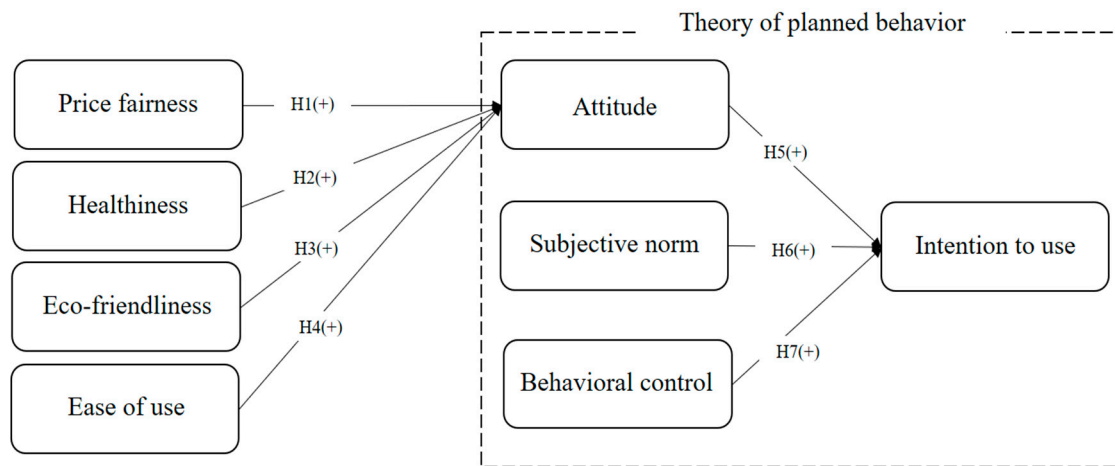 Theory of planned behavior
Price fairness
H1(+)
Attitude
Healthiness
H2(+)
H5(+)
Eco-friendliness
H3(+)
Subjective norm
H6(+)
Intention to use
Ease of use
H4(+)
Behavioral control
H7(+)